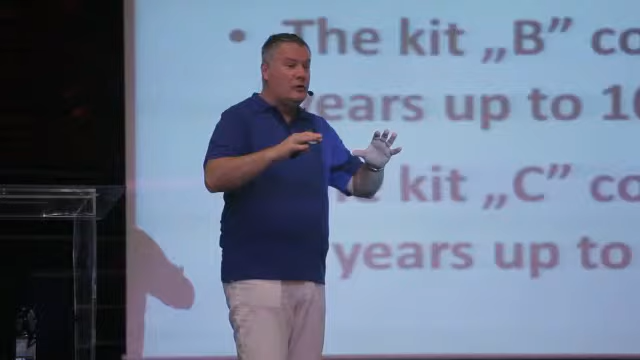 • The kit „B” co
years up to 1
kit „C” co
years up to